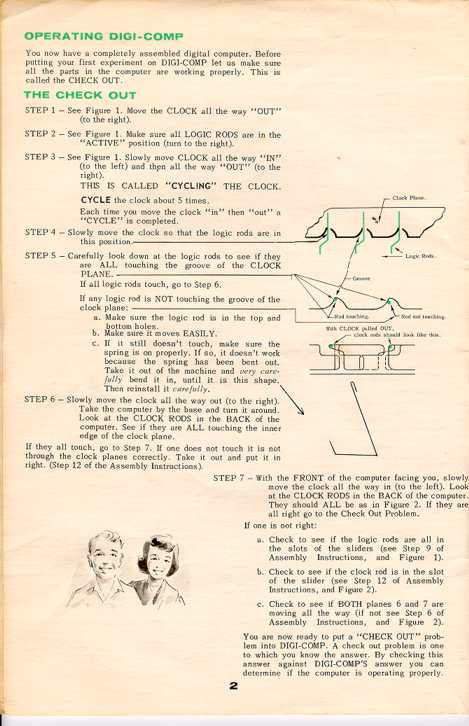 OPERATING DIGI-COMP
You now have a completely assembled digital computer. Before
putting your first experiment on DIGI-COMP let us make sure
all the parts in the computer are working properly. This is
called the CHECK OUT.
THE CHECK OUT
STEP 1 – See Figure 1. Move the CLOCK all the way "OUT"
(to the right).
STEP 2 – See Figure 1. Make sure all LOGIC RODS are in the
"ACTIVE" position (turn to the right).
STEP 3 – See Figure 1. Slowly move CLOCK all the way "IN"
(to the left) and then all the way "OUT" (to the
right).
THIS IS CALLED "CYCLING" THE CLOCK.
CYCLE the clock about 5 times.
Each time you move the clock "in" then "out" a
"CYCLE" is completed.
STEP 4 – Slowly move the clock so that the logic rods are in
this position.
STEP 5 – Carefully look down at the logic rods to see if they
are ALL touching the groove of the CLOCK
PLANE.
If all logic rods touch, go to Step 6.
If any logic rod is NOT touching the groove of the
clock plane:
a. Make sure the logic rod is in the top and
bottom holes.
b. Make sure it moves EASILY.
c. If it still doesn't touch, make sure the
spring is on properly. If so, it doesn't work
because the spring has been bent out.
Take it out of the machine and very care-
fully bend it in, until it is this shape.
Then reinstall it carefully.
Clock Plane.
Logic Rods.
Groove
Rod touching.
Rod not touching.
With CLOCK pulled OUT,
clock rods should look like this.
STEP 6 – Slowly move the clock all the way out (to the right).
Take the computer by the base and turn it around.
Look at the CLOCK RODS in the BACK of the
computer. See if they are ALL touching the inner
edge of the clock plane.
If they all touch, go to Step 7. If one does not touch it is not
through the clock planes correctly. Take it out and put it in
right. (Step 12 of the Assembly Instructions).
STEP 7 – With the FRONT of the computer facing you, slowly
move the clock all the way in (to the left). Look
at the CLOCK RODS in the BACK of the computer.
They should ALL be as in Figure 2. If they are
all right go to the Check Out Problem.
If one is not right:
a. Check to see if the logic rods are all in
the slots of the sliders (see Step 9 of
Assembly Instructions, and Figure 1).
b. Check to see if the clock rod is in the slot
of the slider (see Step 12 of Assembly
Instructions, and Figure 2).
c. Check to see if BOTH planes 6 and 7 are
moving all the way (if not see Step 6 of
Assembly Instructions, and Figure 2).
You are now ready to put a "CHECK OUT" prob-
lem into DIGI-COMP. A check out problem is one
to which you know the answer. By checking this
answer against DIGI-COMP'S answer you can
determine if the computer is operating properly.
2